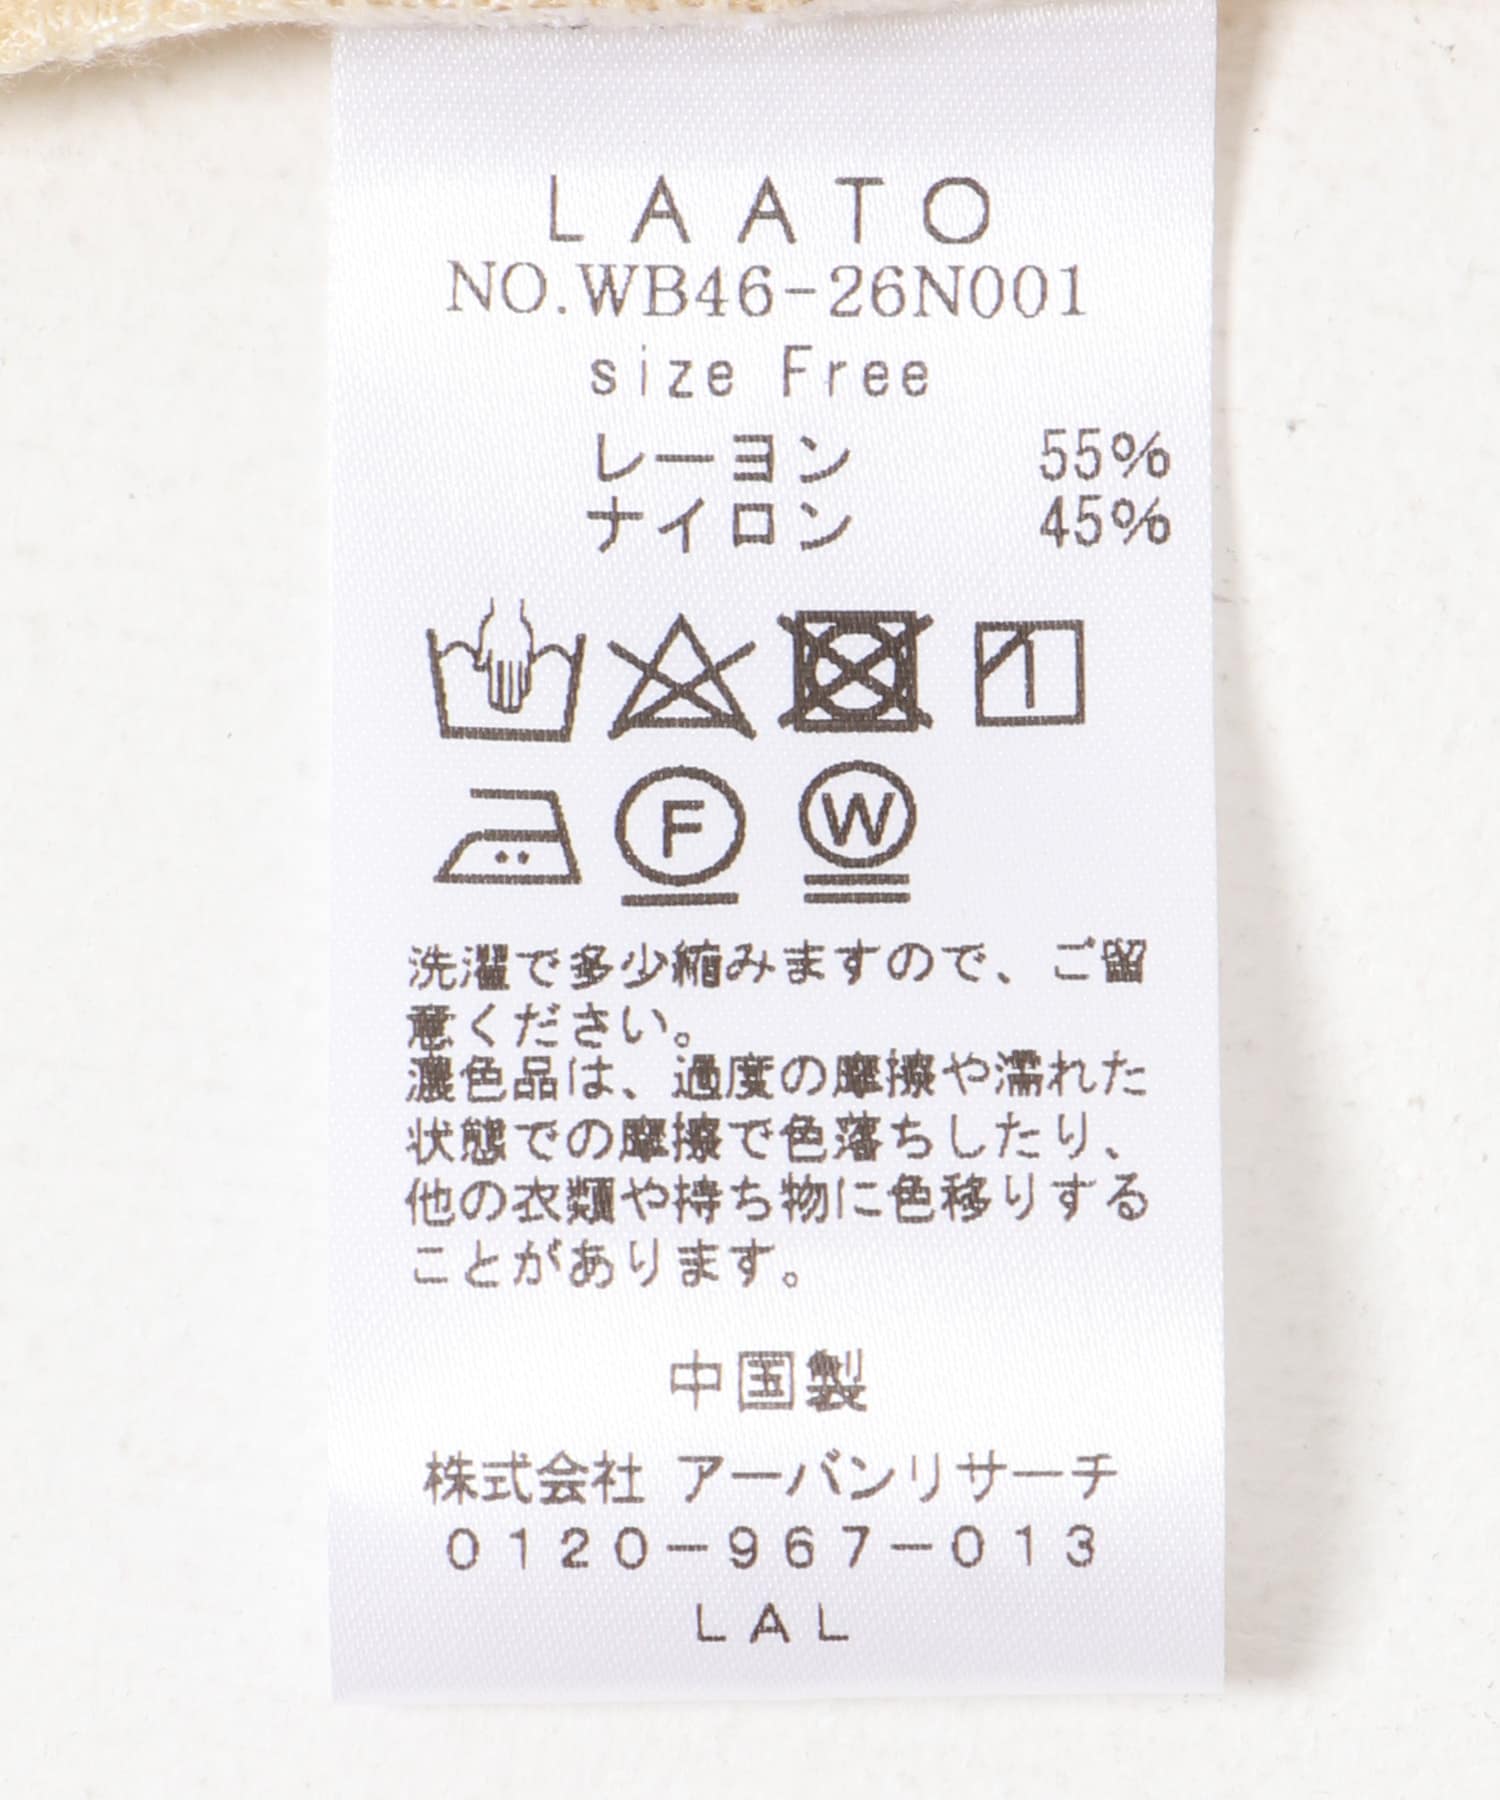 LAATO
NO.WB46-26N001
size Free
レーヨン 55%
ナイロン 45%
F W
洗濯で多少縮みますので、ご留
意ください。
濃色品は、過度の摩擦や濡れた
状態での摩擦で色落ちしたり、
他の衣類や持ち物に色移りする
ことがあります。
中国製
株式会社 アーバンリサーチ
0120-967-013
LAL